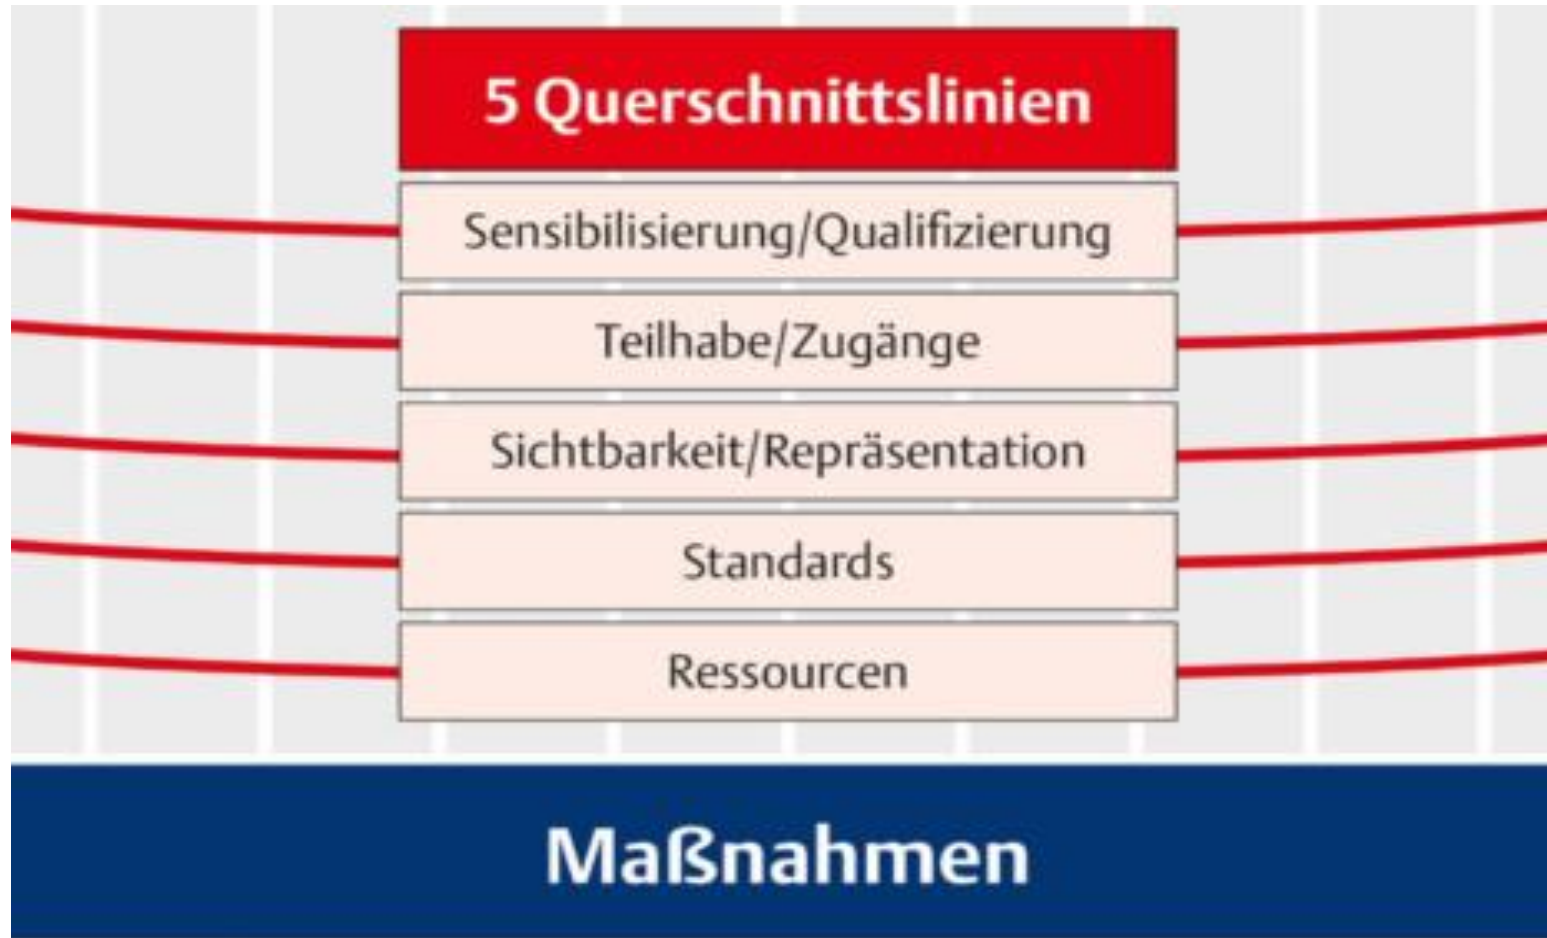 5 Querschnittslinien
Sensibilisierung/Qualifizierung
Teilhabe/Zugänge
Sichtbarkeit/Repräsentation
Standards
Ressourcen
Maßnahmen